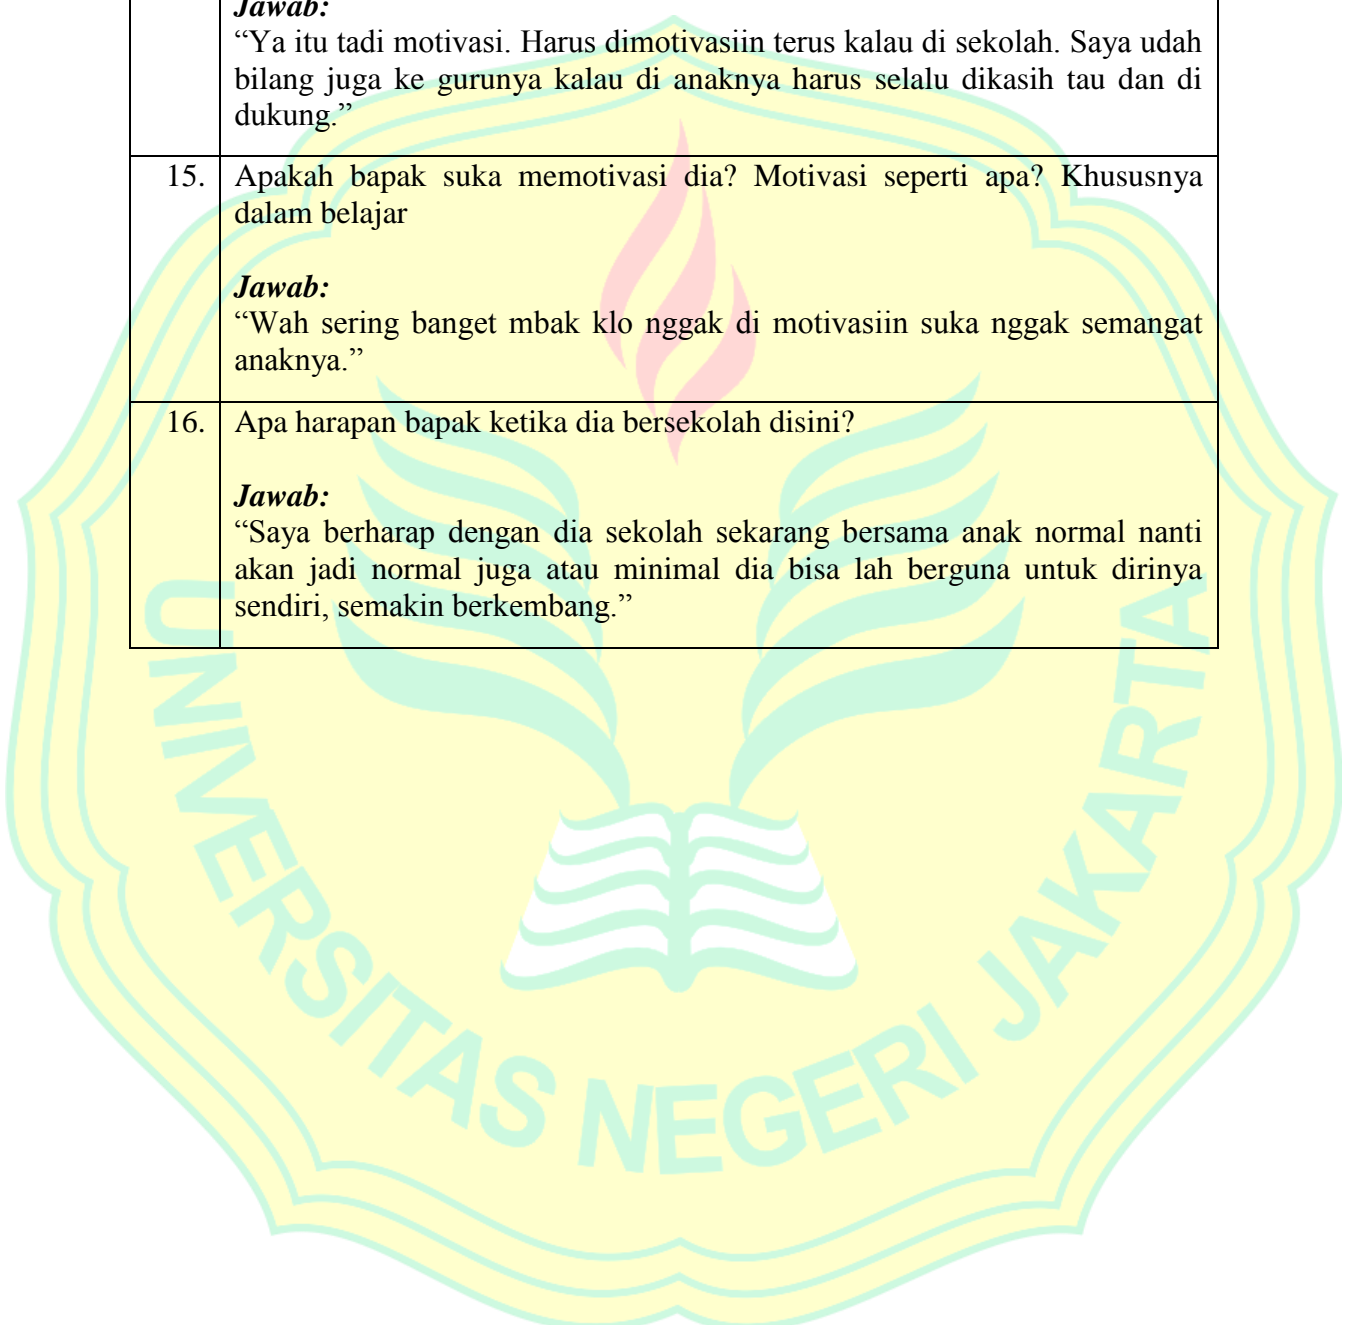 Jawab:
“Ya itu tadi motivasi. Harus dimotivasiin terus kalau di sekolah. Saya udah
bilang juga ke gurunya kalau di anaknya harus selalu dikasih tau dan di
dukung.”
15. Apakah bapak suka memotivasi dia? Motivasi seperti apa? Khususnya
dalam belajar
Jawab:
“Wah sering banget mbak klo nggak di motivasiin suka nggak semangat
anaknya.”
16. Apa harapan bapak ketika dia bersekolah disini?
Jawab:
“Saya berharap dengan dia sekolah sekarang bersama anak normal nanti
akan jadi normal juga atau minimal dia bisa lah berguna untuk dirinya
sendiri, semakin berkembang.”
UNIVERSITAS NEGERI JAKARTA